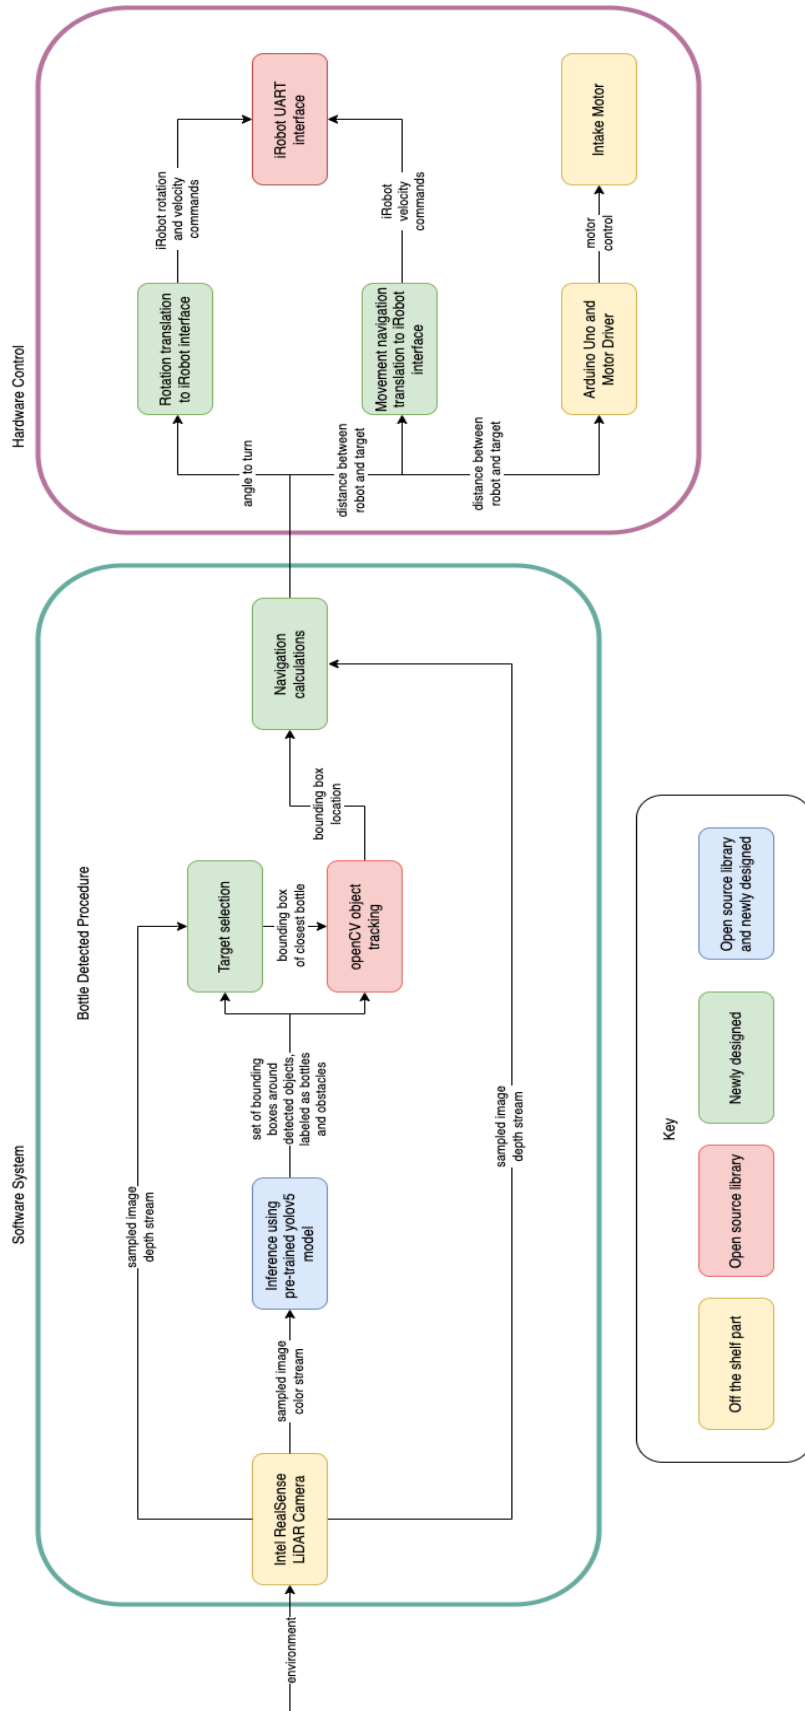 Software System
Hardware Control
Bottle Detected Procedure
environment
Intel RealSense
LiDAR Camera
sampled image
depth stream
sampled image
color stream
Inference using
pre-trained yolov5
model
set of bounding
boxes around
detected objects,
labeled as bottles
and obstacles
Target selection
bounding box
of closest bottle
openCV object
tracking
bounding box
location
sampled image
depth stream
Navigation
calculations
angle to turn
distance between
robot and target
distance between
robot and target
Rotation translation
to iRobot interface
iRobot rotation
and velocity
commands
Movement navigation
translation to iRobot
interface
iRobot
velocity
commands
iRobot UART
interface
Arduino Uno and
Motor Driver
motor
control
Intake Motor
Key
Off the shelf part
Open source library
Newly designed
Open source library
and newly designed